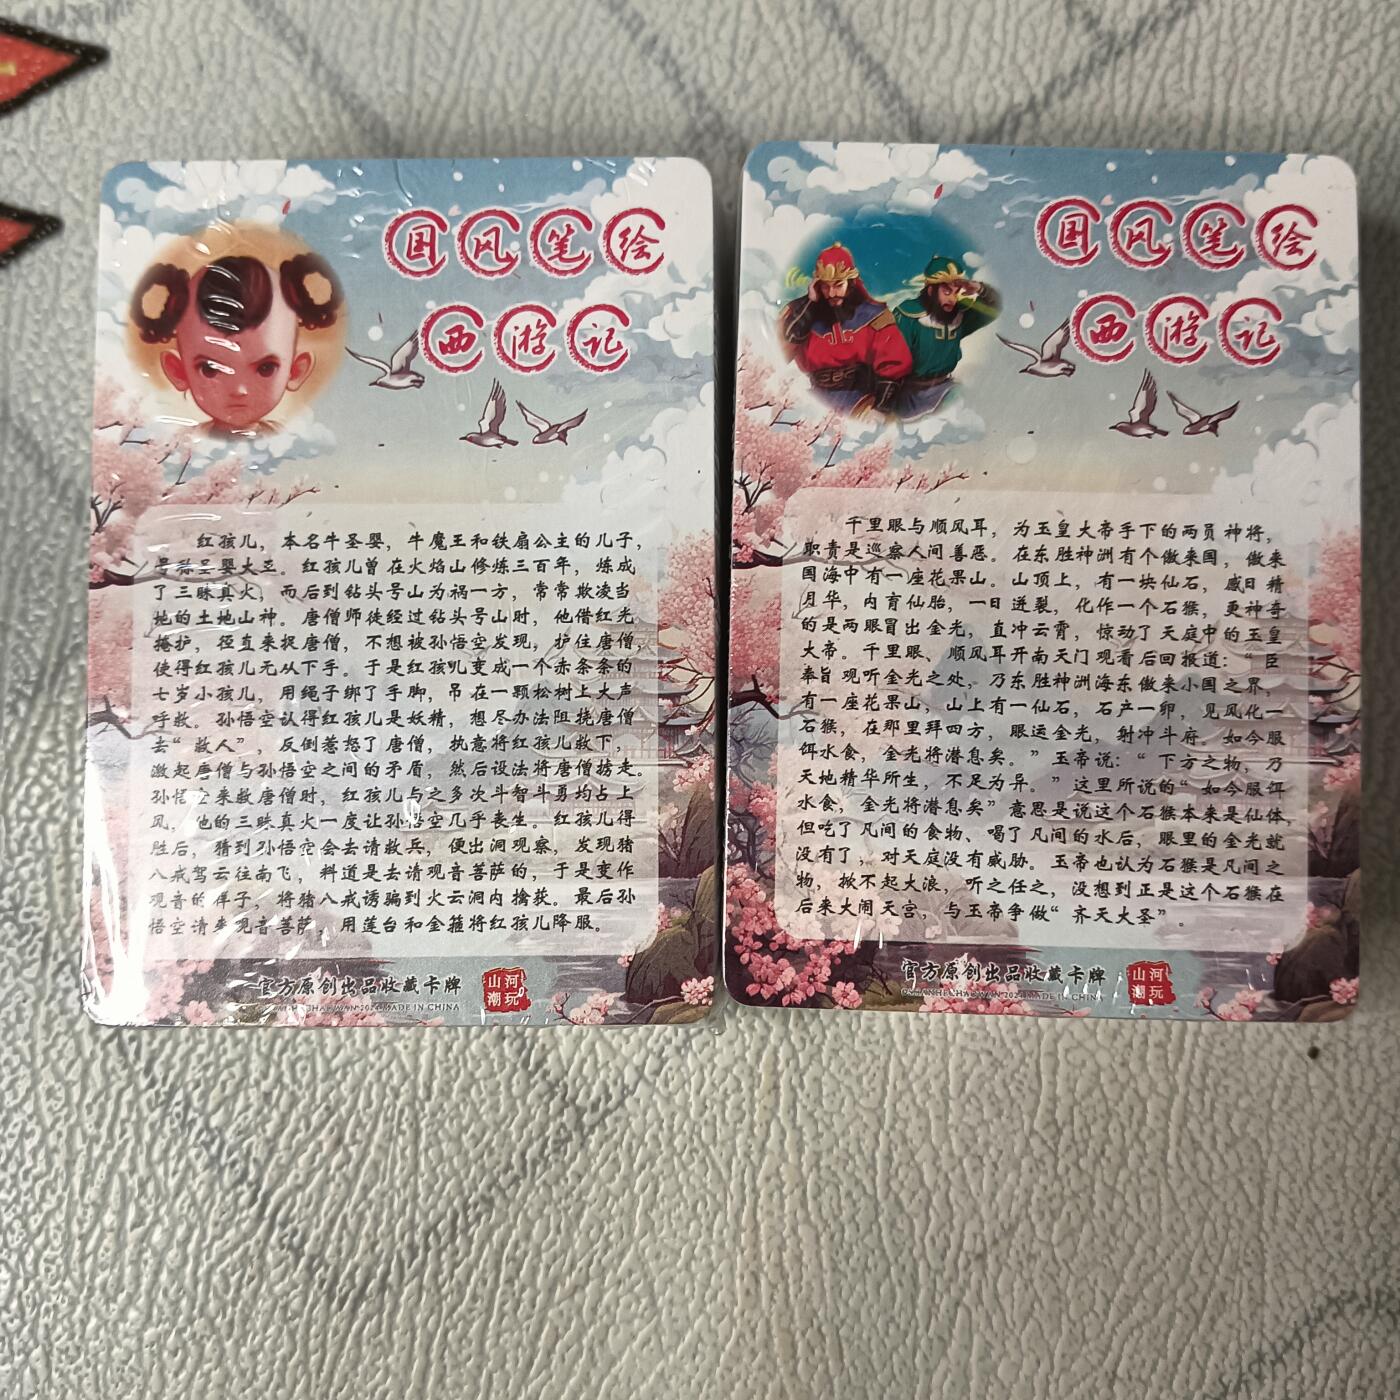 国风笔绘
西游记
红孩儿，本名牛圣婴，牛魔王和铁扇公主的儿子，
号称圣婴大王。红孩儿曾在火焰山修炼三百年，炼成
了三昧真火，而后到钻头号山为祸一方，常常欺凌当
地的土地山神。唐僧师徒经过钻头号山时，他借红光
掩护，径直来捉唐僧，不想被孙悟空发现，护住唐僧，
使得红孩儿无从下手。于是红孩儿变成一个赤条条的
七岁小孩儿，用绳子绑了手脚，吊在一颗松树上大声
呼救。孙悟空认得红孩儿是妖精，想尽办法阻挠唐僧
去“救人”，反倒惹怒了唐僧，执意将红孩儿救下，
激起唐僧与孙悟空之间的矛盾，然后设法将唐僧掳走。
孙悟空来救唐僧时，红孩儿与之多次斗智斗勇均占上
风，他的三昧真火一度让孙悟空几乎丧生。红孩儿得
胜后，猜到孙悟空会去请救兵，便出洞观察，发现猪
八戒驾云往南飞，料道是去请观音菩萨的，于是变作
观音的样子，将猪八戒诱骗到火云洞内擒获。最后孙
悟空请来观音菩萨，用莲台和金箍将红孩儿降服。
官方原创出品收藏卡牌
山河
潮玩
MADE IN CHINA
国风笔绘
西游记
千里眼与顺风耳，为玉皇大帝手下的两员神将，
职责是巡察人间善恶。在东胜神洲有个傲来国，傲来
国海中有一座花果山。山顶上，有一块仙石，感日精
月华，内育仙胎，一日迸裂，化作一个石猴，更神奇
的是两眼冒出金光，直冲云霄，惊动了天庭中的玉皇
大帝。千里眼、顺风耳开南天门观看后回报道：“臣
奉旨观听金光之处，乃东胜神洲海东傲来小国之界，
有一座花果山，山上有一仙石，石产一卵，见风化一
石猴，在那里拜四方，眼运金光，射冲斗府。如今服
饵水食，金光将潜息矣。”玉帝说：“下方之物，乃
天地精华所生，不足为异。”这里所说的“如今服饵
水食，金光将潜息矣”意思是说这个石猴本来是仙体，
但吃了凡间的食物、喝了凡间的水后，眼里的金光就
没有了，对天庭没有威胁。玉帝也认为石猴是凡间之
物，掀不起大浪，听之任之，没想到正是这个石猴在
后来大闹天宫，与玉帝争做“齐天大圣”。
官方原创出品收藏卡牌
山河
潮玩
©SHANHECHAOWAN 2024 MADE IN CHINA